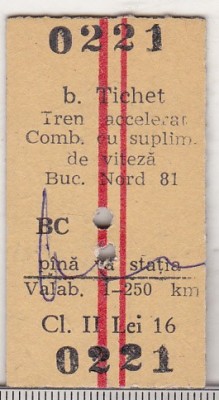 0221
b. Tichet
Tren accelerat
Comb. cu suplim.
de viteză
Buc. Nord 81
BC
pînă la stația
Valab. 1-250 km
Cl. II Lei 16
0221